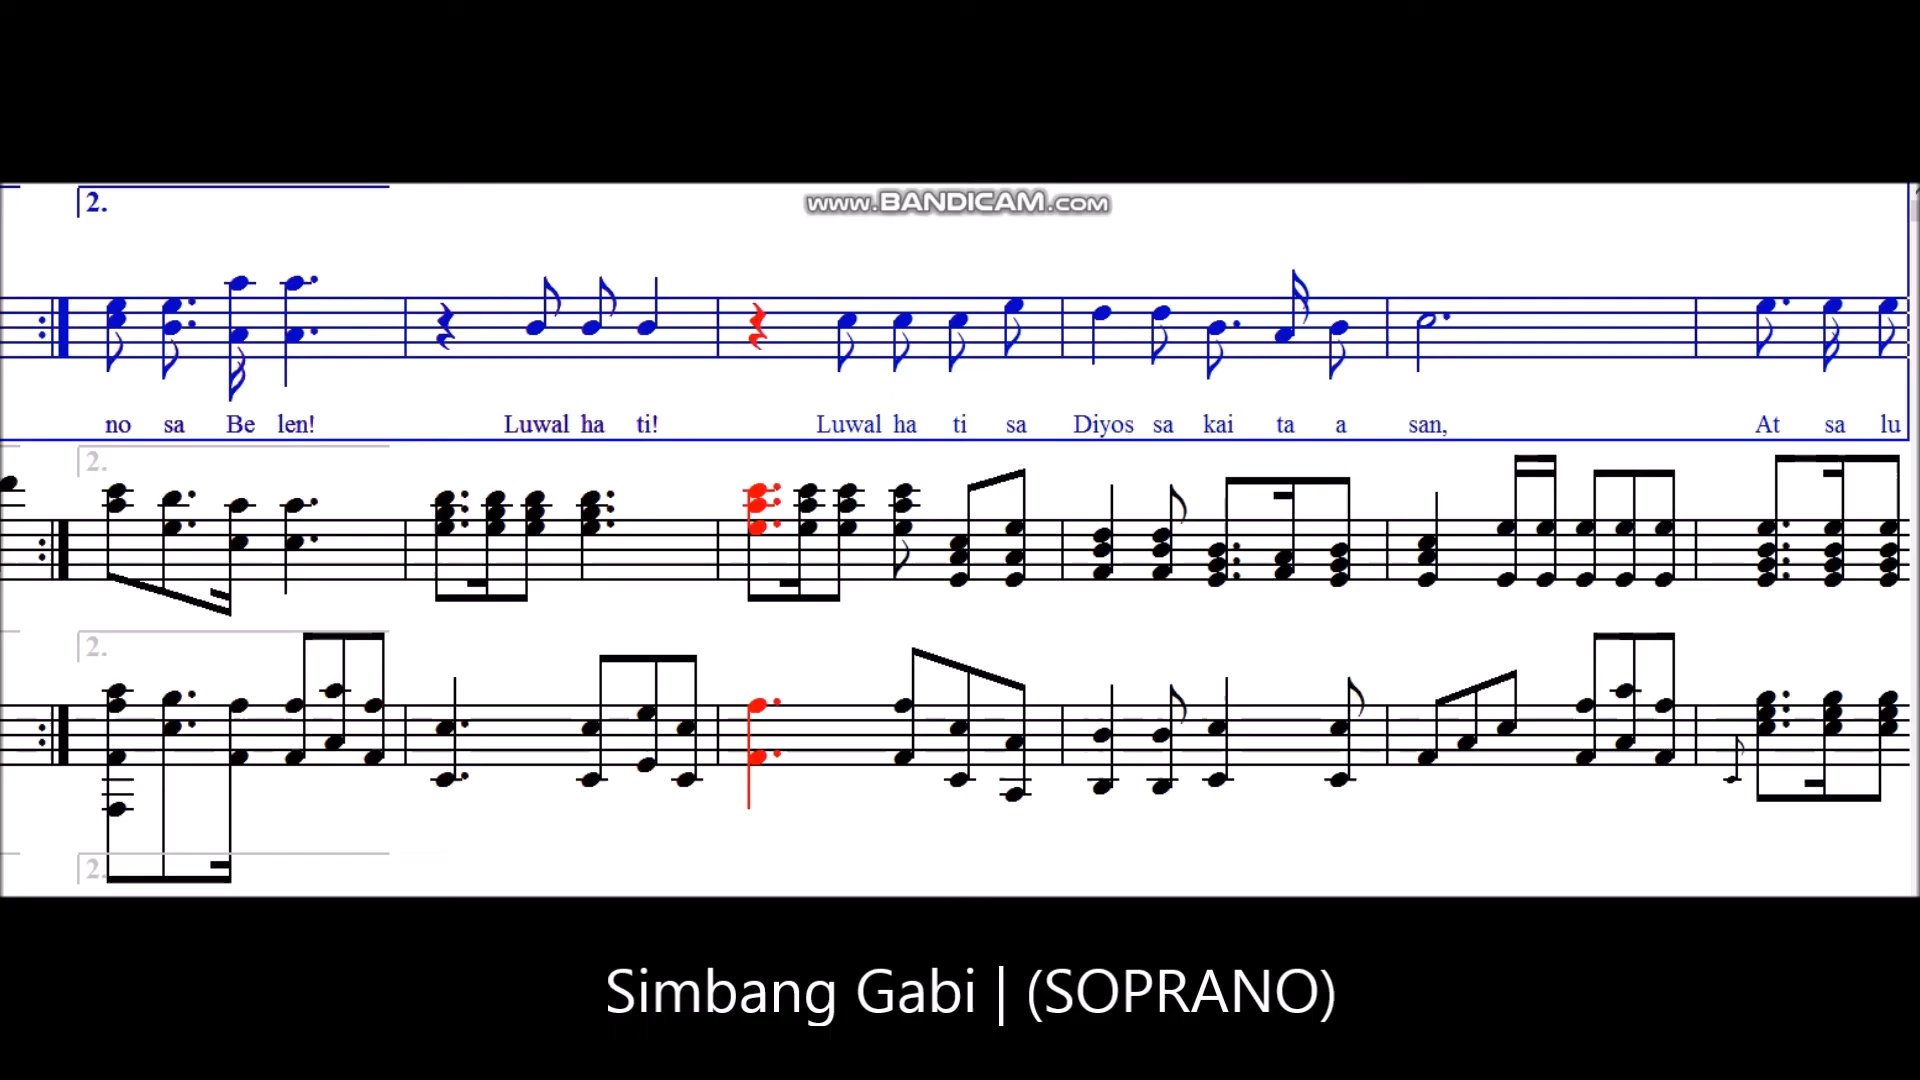 2.
www.BANDICAM.com
no sa Be len! Luwal ha ti! Luwal ha ti sa Diyos sa kai ta a san, At sa lu
2.
2.
2.
Simbang Gabi | (SOPRANO)